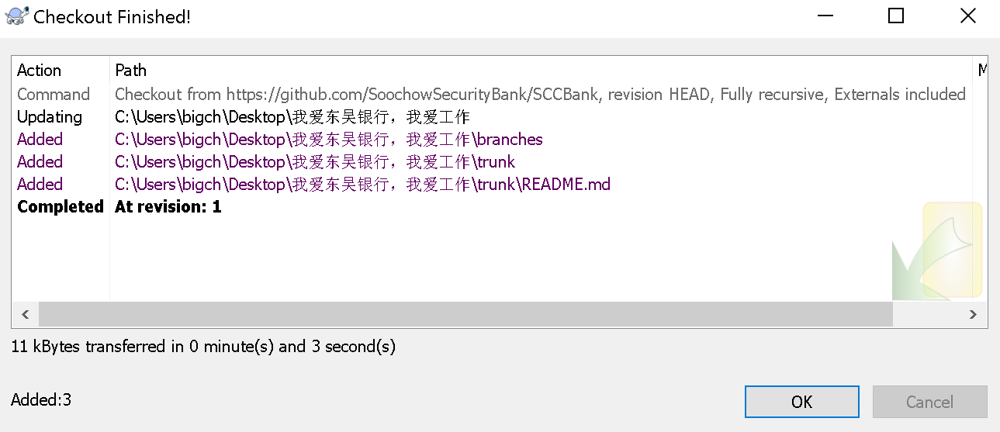 Checkout Finished!
Action Path M
Command Checkout from https://github.com/SoochowSecurityBank/SCCBank, revision HEAD, Fully recursive, Externals included
Updating C:\Users\bigch\Desktop\我爱东吴银行，我爱工作
Added C:\Users\bigch\Desktop\我爱东吴银行，我爱工作\branches
Added C:\Users\bigch\Desktop\我爱东吴银行，我爱工作\trunk
Added C:\Users\bigch\Desktop\我爱东吴银行，我爱工作\trunk\README.md
Completed At revision: 1
11 kBytes transferred in 0 minute(s) and 3 second(s)
Added:3
OK Cancel